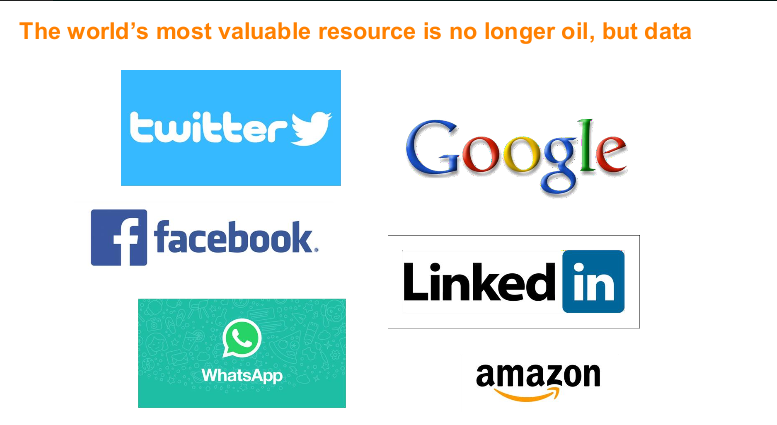 The world's most valuable resource is no longer oil, but data
twitter
Google
f facebook.
Linked in
WhatsApp
amazon